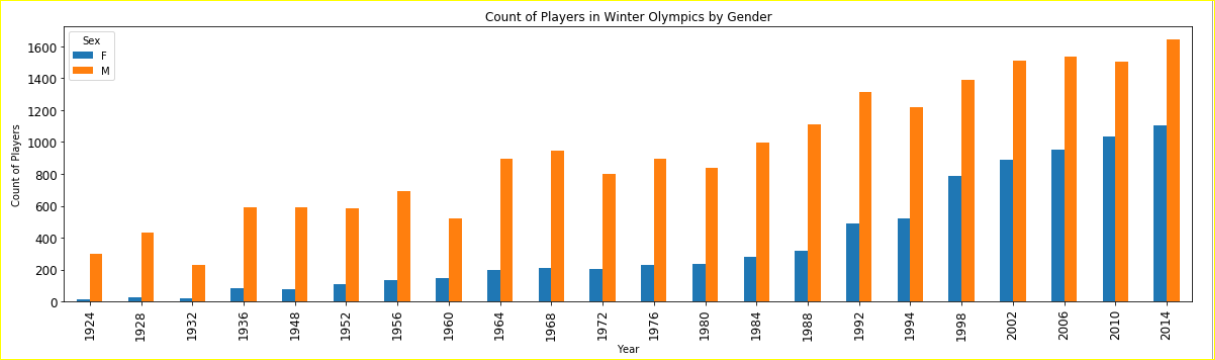 Count of Players in Winter Olympics by Gender
Sex
F
M
Count of Players
1600
1400
1200
1000
800
600
400
200
0
1924 1928 1932 1936 1948 1952 1956 1960 1964 1968 1972 1976 1980 1984 1988 1992 1994 1998 2002 2006 2010 2014
Year